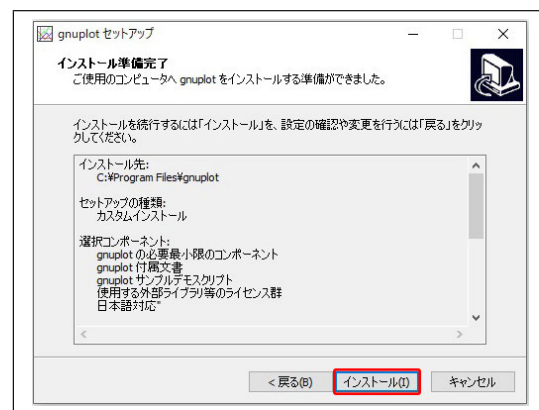 gnuplot セットアップ
インストール準備完了
ご使用のコンピュータへ gnuplot をインストールする準備ができました。
インストールを続行するには「インストール」を、設定の確認や変更を行うには「戻る」をクリッ
クしてください。
インストール先:
C:¥Program Files¥gnuplot
セットアップの種類:
カスタムインストール
選択コンポーネント:
gnuplot の必要最小限のコンポーネント
gnuplot 付属文書
gnuplot サンプルデモスクリプト
使用する外部ライブラリ等のライセンス群
日本語対応"
< 戻る(B) インストール(I) キャンセル